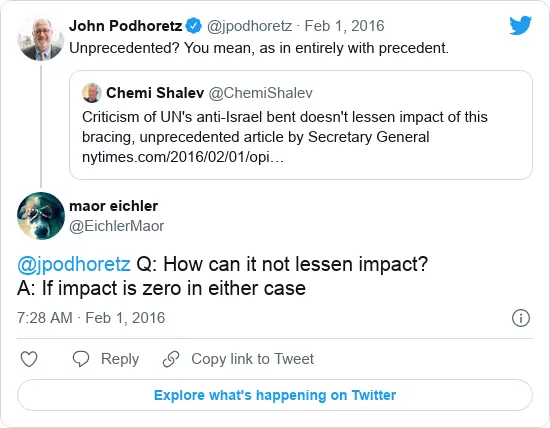 John Podhoretz @jpodhoretz · Feb 1, 2016
Unprecedented? You mean, as in entirely with precedent.
Chemi Shalev @ChemiShalev
Criticism of UN's anti-Israel bent doesn't lessen impact of this
bracing, unprecedented article by Secretary General
nytimes.com/2016/02/01/opi…
maor eichler
@EichlerMaor
@jpodhoretz Q: How can it not lessen impact?
A: If impact is zero in either case
7:28 AM · Feb 1, 2016
Reply Copy link to Tweet
Explore what's happening on Twitter